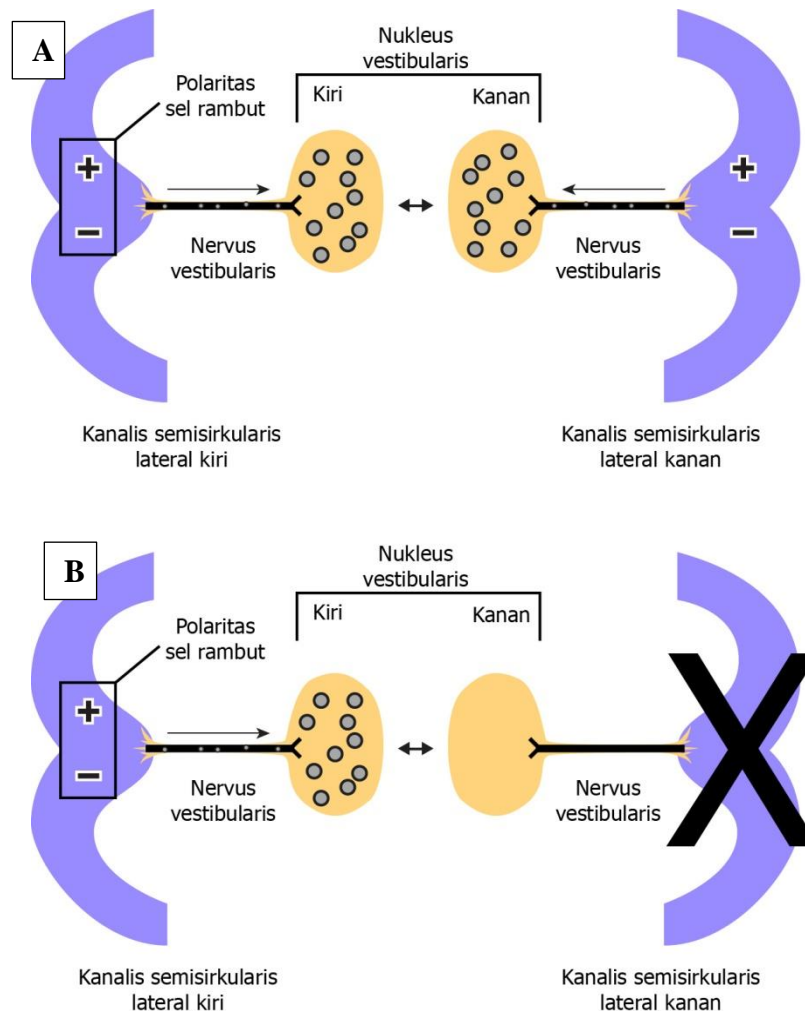 A
Nukleus
vestibularis
Polaritas
sel rambut
Kiri
Kanan
+
−
+
−
Nervus
vestibularis
Nervus
vestibularis
Kanalis semisirkularis
lateral kiri
Kanalis semisirkularis
lateral kanan
B
Nukleus
vestibularis
Polaritas
sel rambut
Kiri
Kanan
+
−
Nervus
vestibularis
Nervus
vestibularis
Kanalis semisirkularis
lateral kiri
Kanalis semisirkularis
lateral kanan